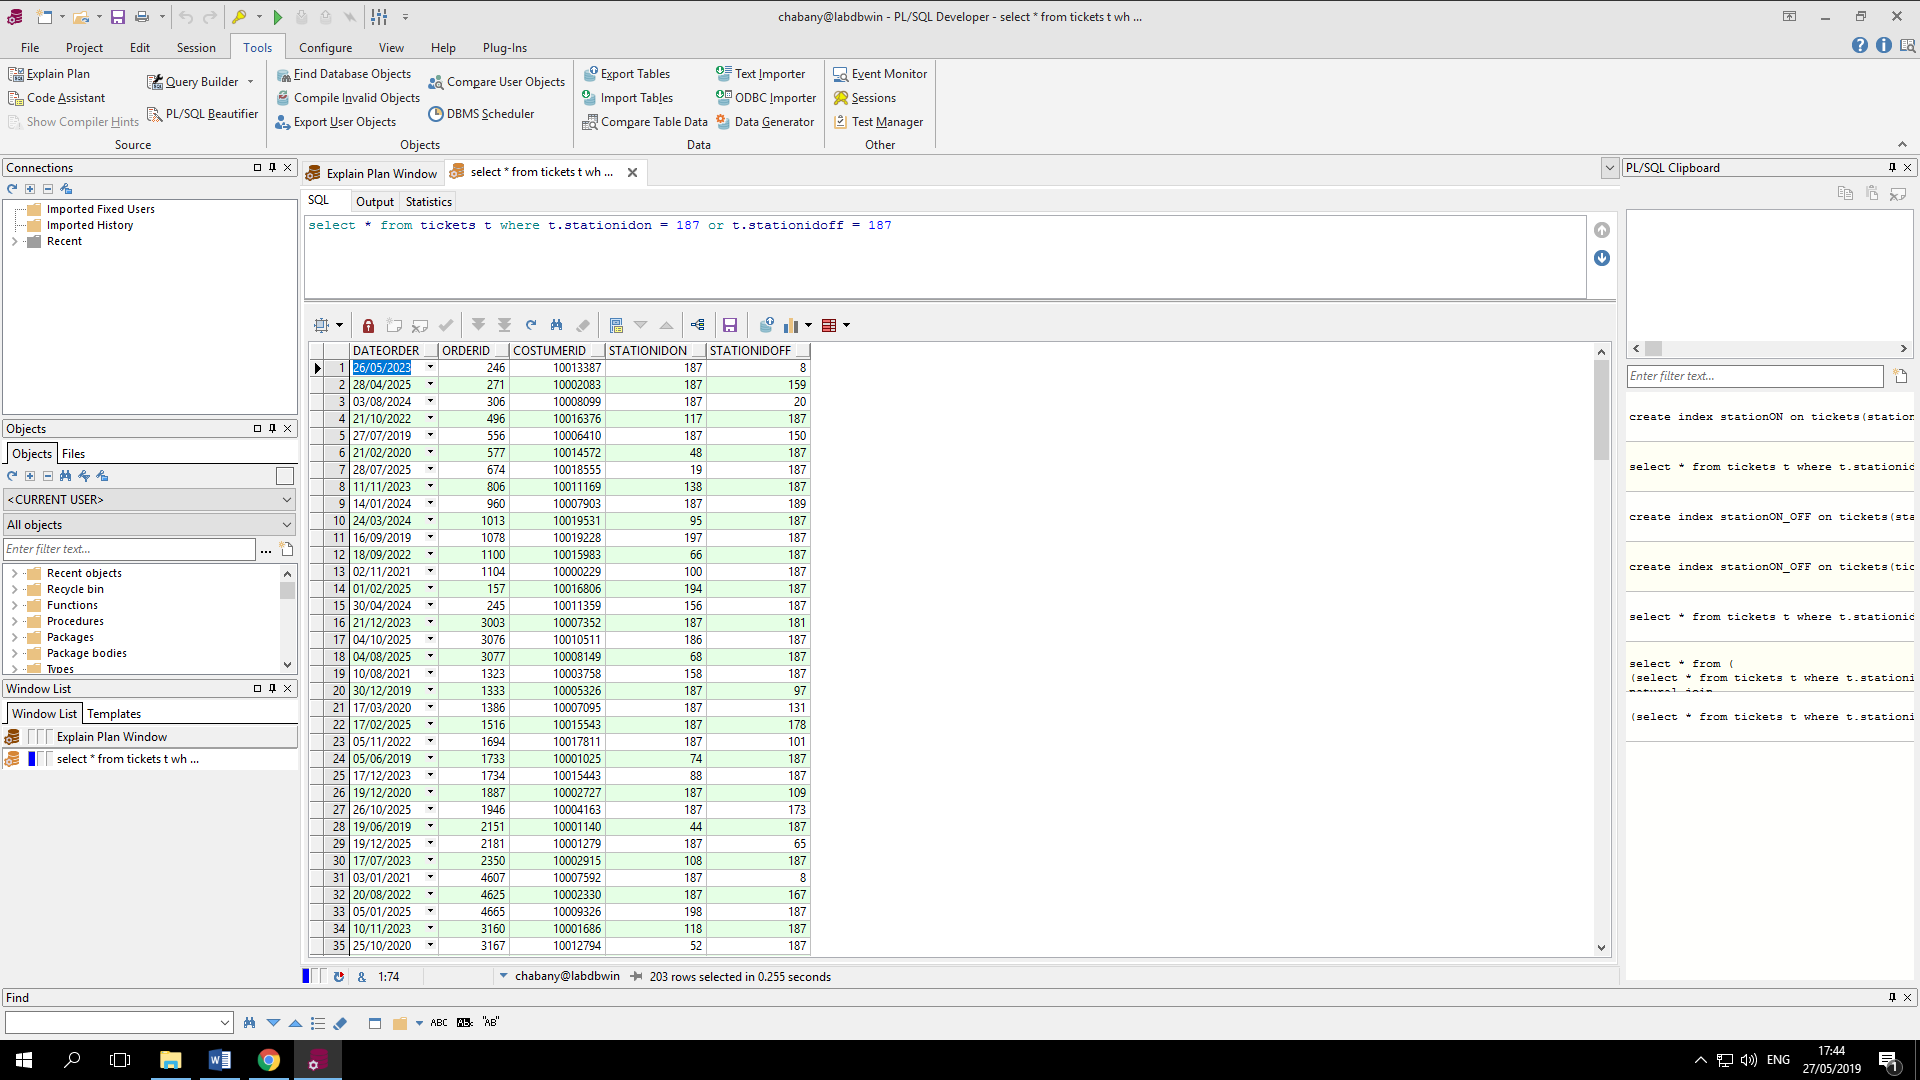 chabany@labdbwin - PL/SQL Developer - select * from tickets t wh ...
File Project Edit Session Tools Configure View Help Plug-Ins
Explain Plan
Code Assistant
Show Compiler Hints
Query Builder
PL/SQL Beautifier
Source
Find Database Objects
Compile Invalid Objects
Export User Objects
Compare User Objects
DBMS Scheduler
Objects
Export Tables
Import Tables
Compare Table Data
Text Importer
ODBC Importer
Data Generator
Data
Event Monitor
Sessions
Test Manager
Other
Connections
Imported Fixed Users
Imported History
Recent
Objects
Objects Files
<CURRENT USER>
All objects
Enter filter text...
Recent objects
Recycle bin
Functions
Procedures
Packages
Package bodies
Types
Window List
Window List Templates
Explain Plan Window
select * from tickets t wh ...
Explain Plan Window select * from tickets t wh ...
SQL Output Statistics
select * from tickets t where t.stationidon = 187 or t.stationidoff = 187
DATEORDER ORDERID COSTUMERID STATIONIDON STATIONIDOFF
1 26/05/2023 246 10013387 187 8
2 28/04/2025 271 10002083 187 159
3 03/08/2024 306 10008099 187 20
4 21/10/2022 496 10016376 117 187
5 27/07/2019 556 10006410 187 150
6 21/02/2020 577 10014572 48 187
7 28/07/2025 674 10018555 19 187
8 11/11/2023 806 10011169 138 187
9 14/01/2024 960 10007903 187 189
10 24/03/2024 1013 10019531 95 187
11 16/09/2019 1078 10019228 197 187
12 18/09/2022 1100 10015983 66 187
13 02/11/2021 1104 10000229 100 187
14 01/02/2025 157 10016806 194 187
15 30/04/2024 245 10011359 156 187
16 21/12/2023 3003 10007352 187 181
17 04/10/2025 3076 10010511 186 187
18 04/08/2025 3077 10008149 68 187
19 10/08/2021 1323 10003758 158 187
20 30/12/2019 1333 10005326 187 97
21 17/03/2020 1386 10007095 187 131
22 17/02/2025 1516 10015543 187 178
23 05/11/2022 1694 10017811 187 101
24 05/06/2019 1733 10001025 74 187
25 17/12/2023 1734 10015443 88 187
26 19/12/2020 1887 10002727 187 109
27 26/10/2025 1946 10004163 187 173
28 19/06/2019 2151 10001140 44 187
29 19/12/2025 2181 10001279 187 65
30 17/07/2023 2350 10002915 108 187
31 03/01/2021 4607 10007592 187 8
32 20/08/2022 4625 10002330 187 167
33 05/01/2025 4665 10009326 198 187
34 10/11/2023 3160 10001686 118 187
35 25/10/2020 3167 10012794 52 187
& 1:74 chabany@labdbwin 203 rows selected in 0.255 seconds
PL/SQL Clipboard
Enter filter text...
create index stationON on tickets(station
select * from tickets t where t.stationid
create index stationON_OFF on tickets(sta
create index stationON_OFF on tickets(tic
select * from tickets t where t.stationid
select * from (
(select * from tickets t where t.stationi
natural join
(select * from tickets t where t.stationi
Find
ABC AB "AB"
ENG
17:44
27/05/2019
1